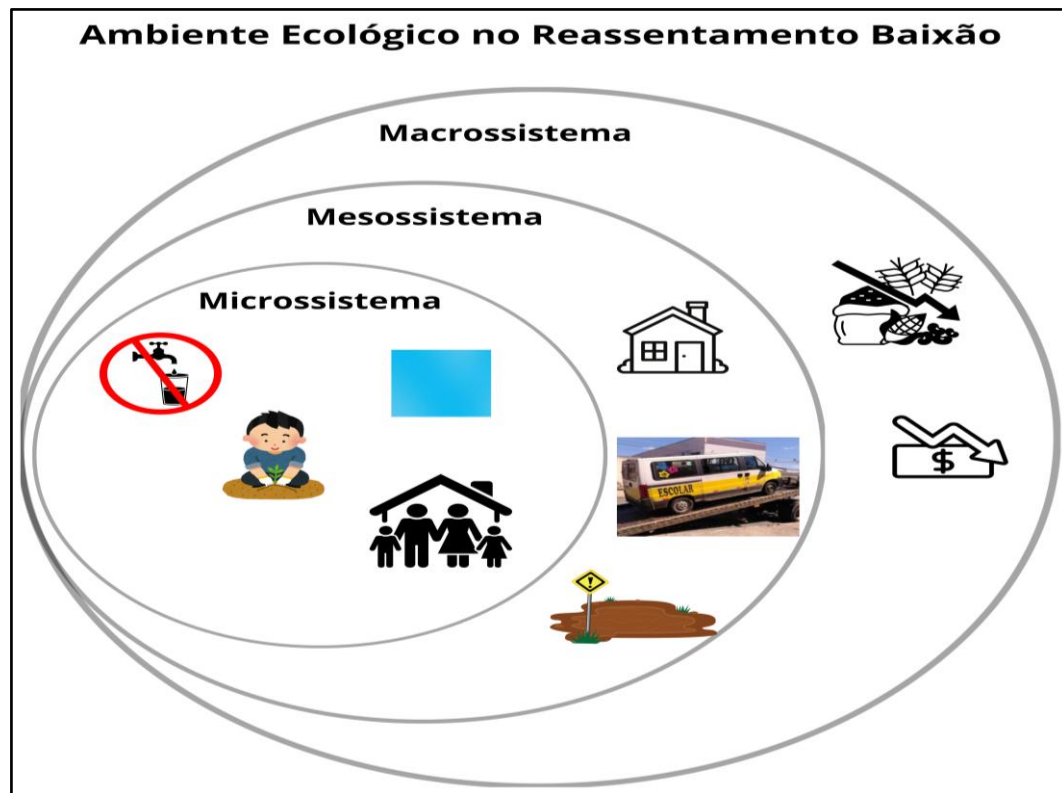 Ambiente Ecológico no Reassentamento Baixão
Macrossistema
Mesossistema
Microssistema
ESCOLAR
$
!